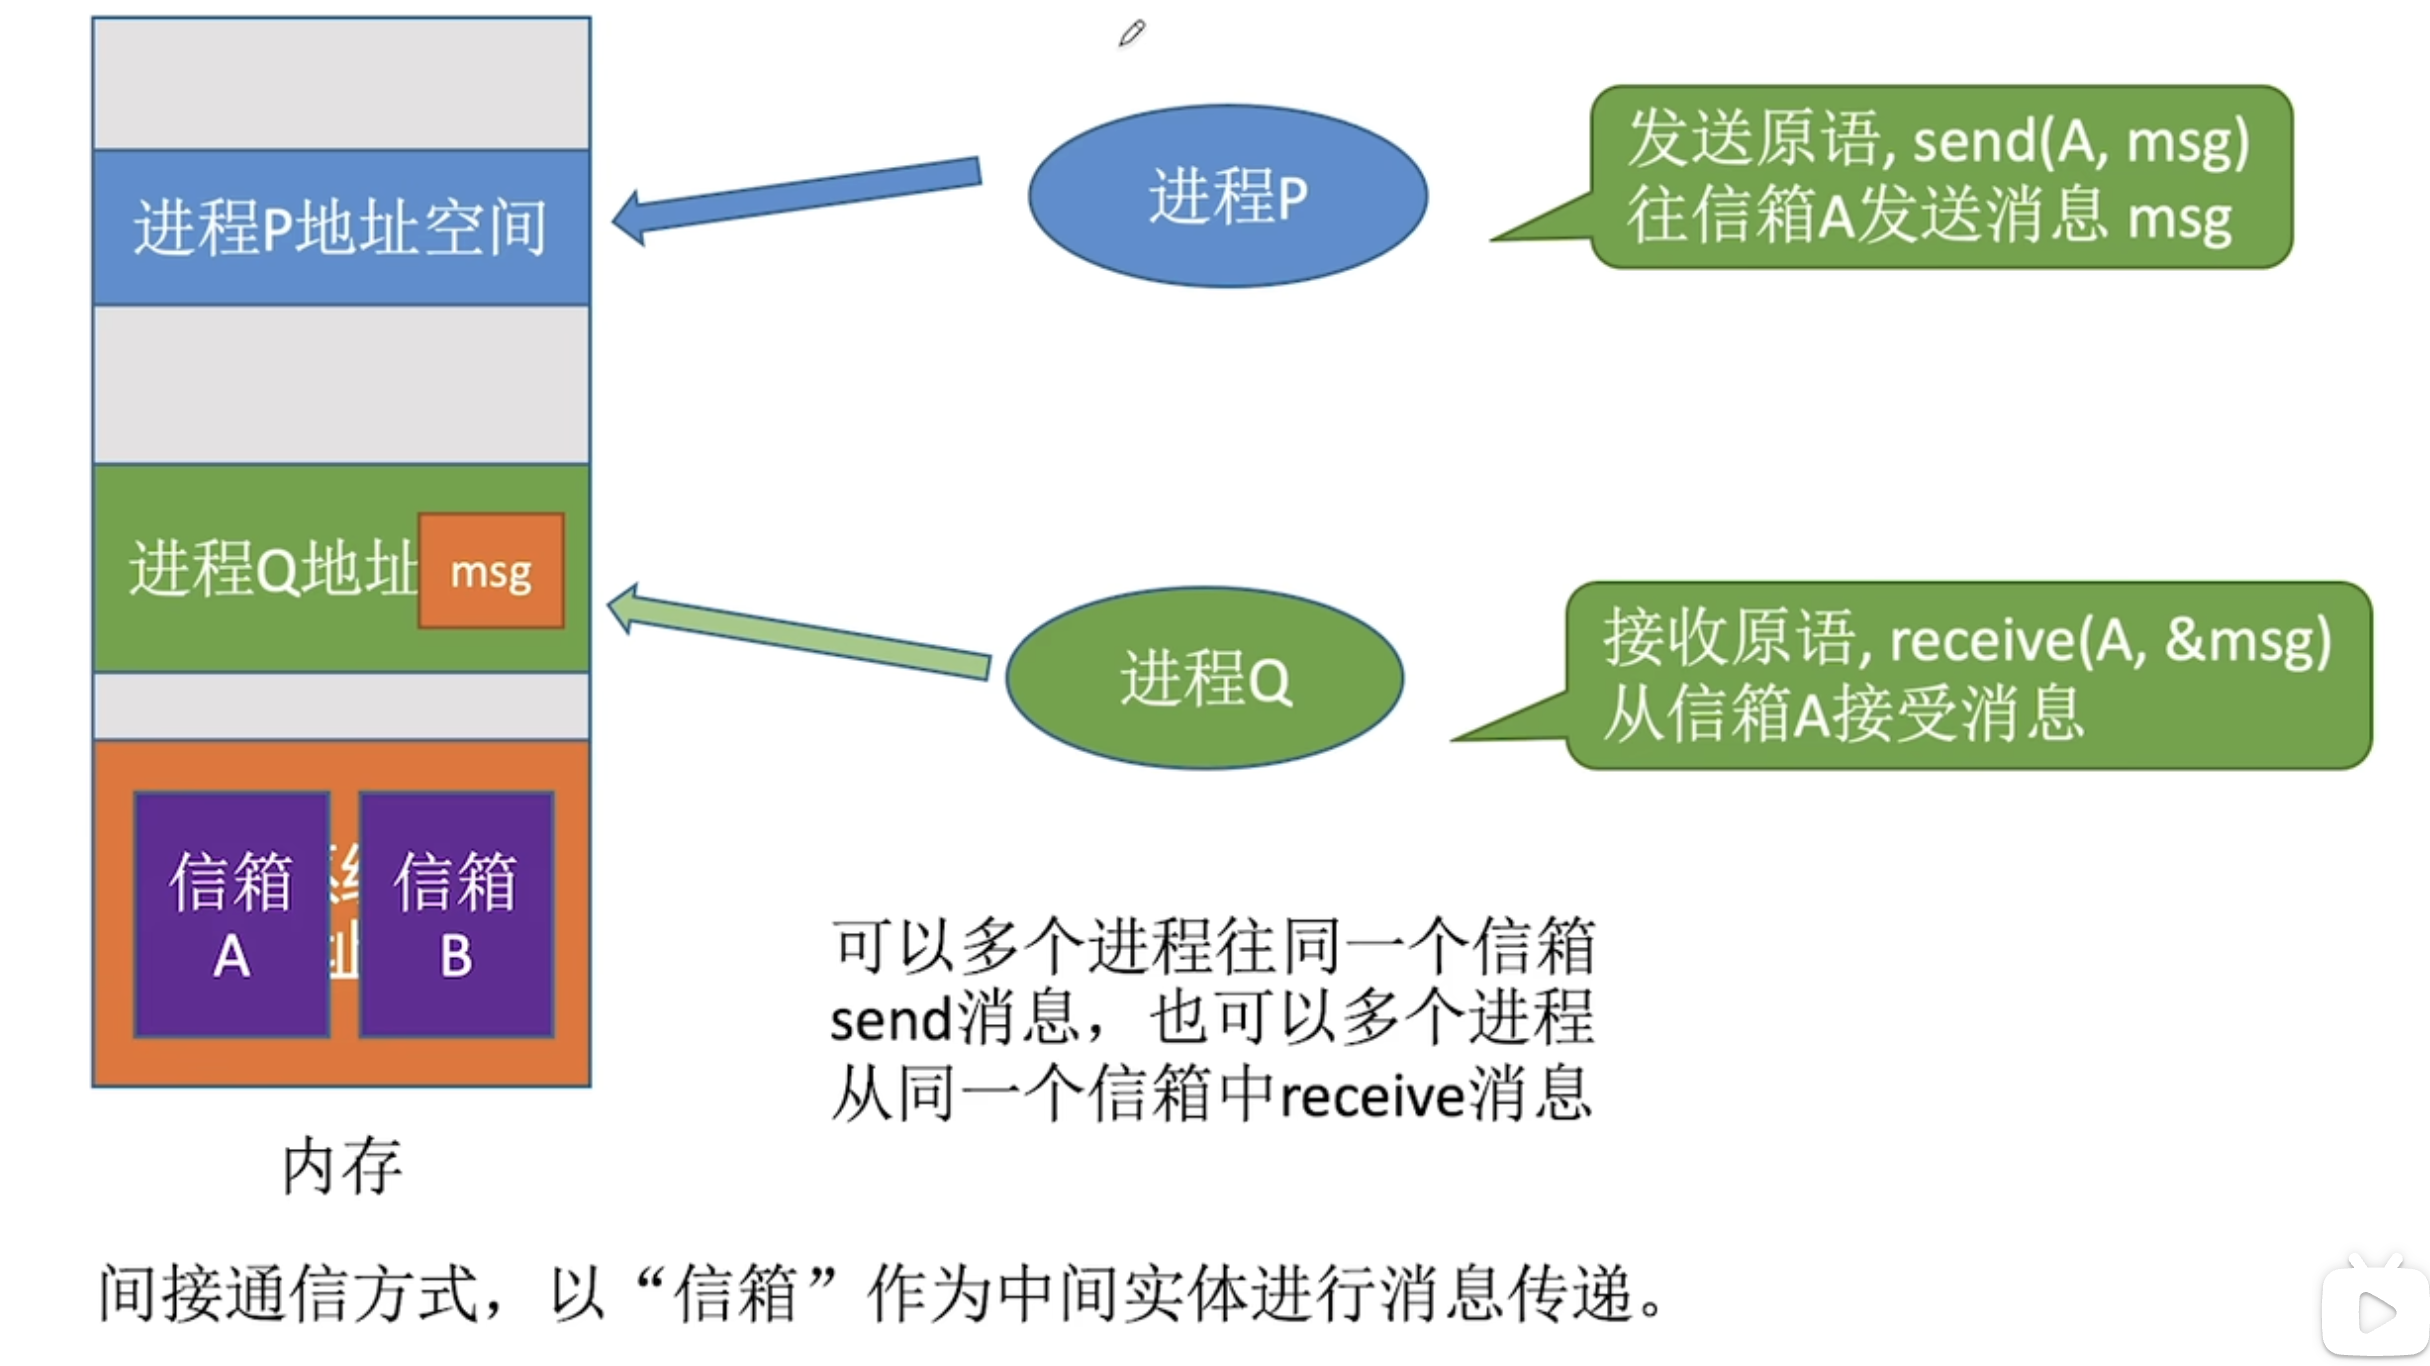 进程P地址空间
进程P
发送原语, send(A, msg)
往信箱A发送消息 msg
进程Q地址
msg
进程Q
接收原语, receive(A, &msg)
从信箱A接受消息
信箱
A
信箱
B
可以多个进程往同一个信箱
send消息，也可以多个进程
从同一个信箱中receive消息
内存
间接通信方式，以“信箱”作为中间实体进行消息传递。